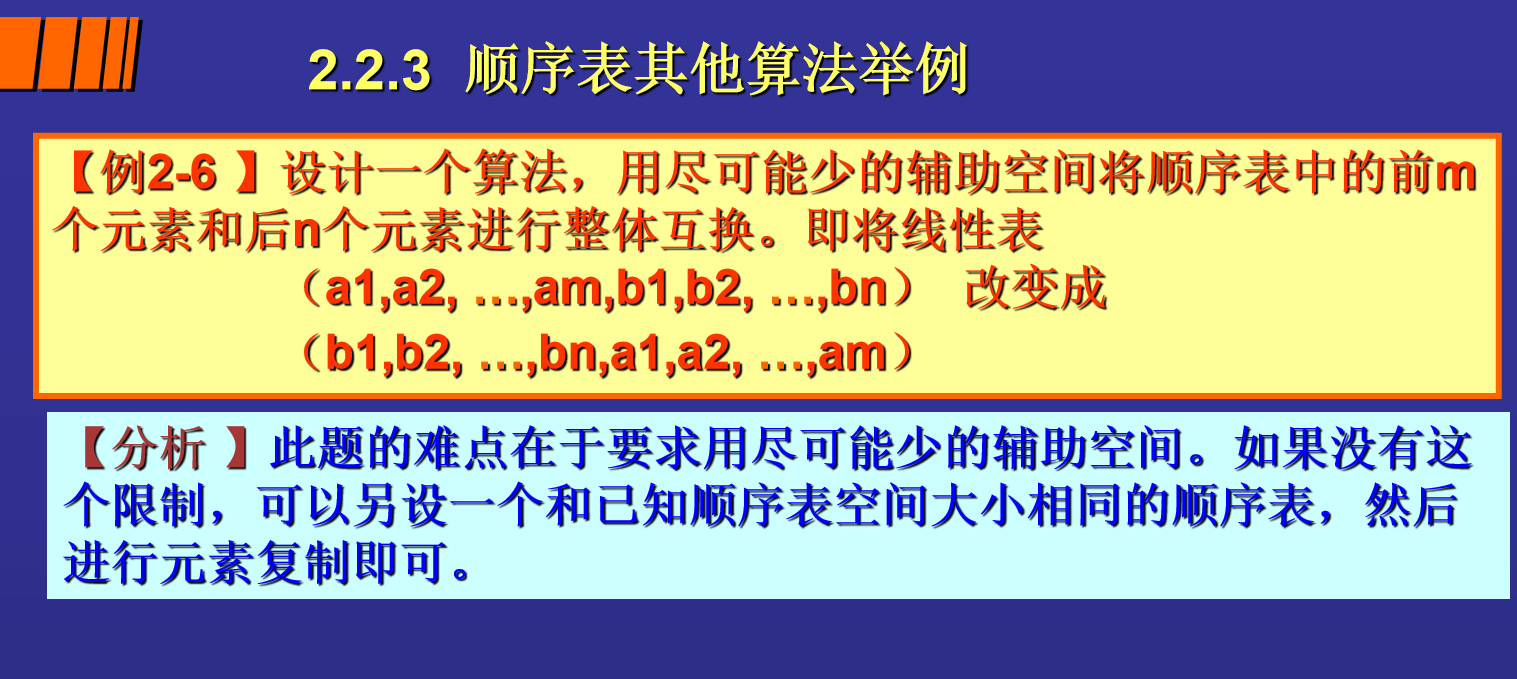 2.2.3 顺序表其他算法举例
【例2-6 】设计一个算法，用尽可能少的辅助空间将顺序表中的前m
个元素和后n个元素进行整体互换。即将线性表
（a1,a2, …,am,b1,b2, …,bn） 改变成
（b1,b2, …,bn,a1,a2, …,am）
【分析 】此题的难点在于要求用尽可能少的辅助空间。如果没有这
个限制，可以另设一个和已知顺序表空间大小相同的顺序表，然后
进行元素复制即可。